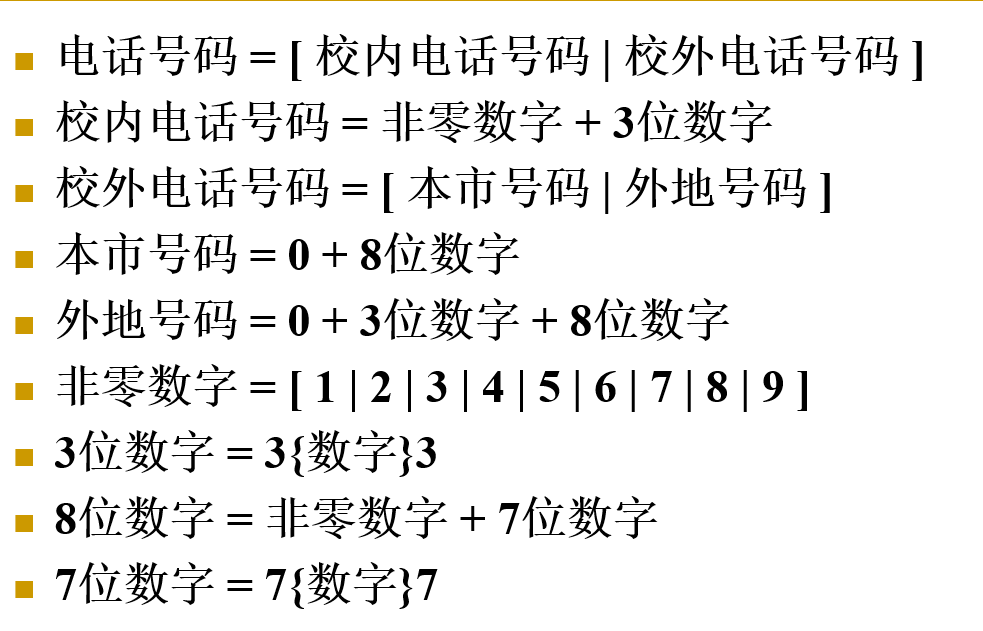 电话号码 = [ 校内电话号码 | 校外电话号码 ]
校内电话号码 = 非零数字 + 3位数字
校外电话号码 = [ 本市号码 | 外地号码 ]
本市号码 = 0 + 8位数字
外地号码 = 0 + 3位数字 + 8位数字
非零数字 = [ 1 | 2 | 3 | 4 | 5 | 6 | 7 | 8 | 9 ]
3位数字 = 3{数字}3
8位数字 = 非零数字 + 7位数字
7位数字 = 7{数字}7